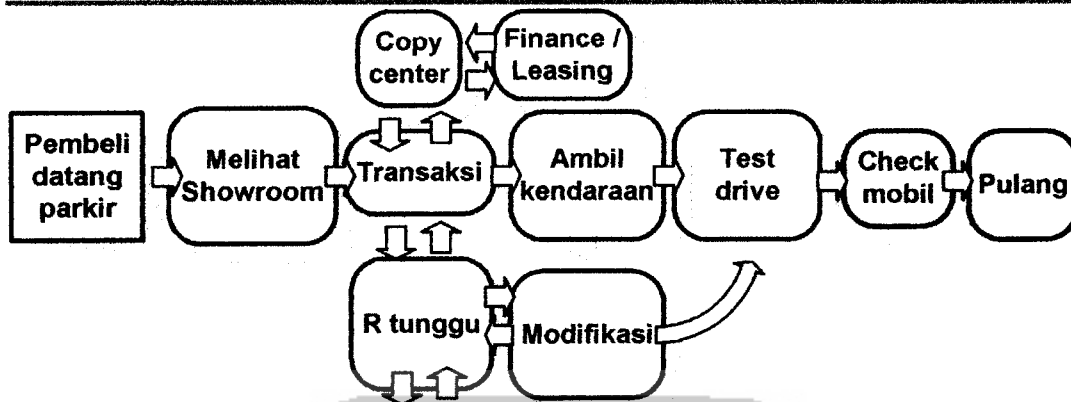 Copy
center
Finance /
Leasing
Pembeli
datang
parkir
Melihat
Showroom
Transaksi
Ambil
kendaraan
Test
drive
Check
mobil
Pulang
R tunggu
Modifikasi